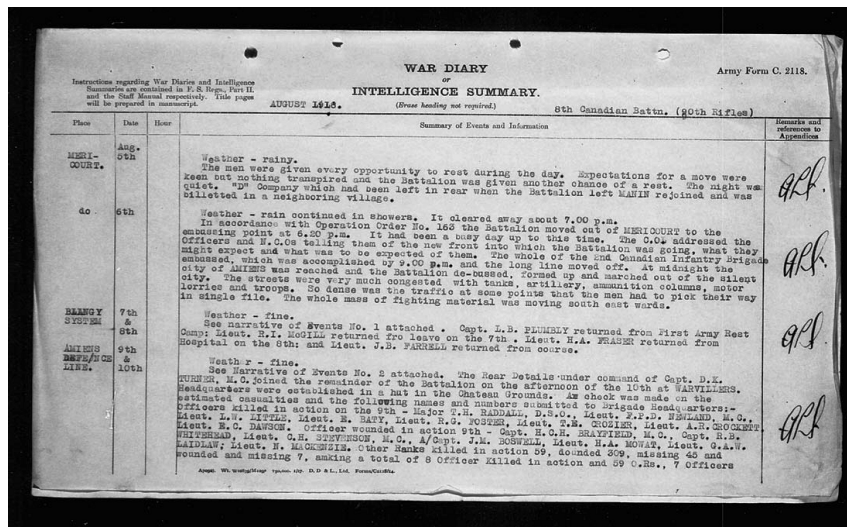 WAR DIARY
or
INTELLIGENCE SUMMARY.
(Erase heading not required.)
Army Form C. 2118.
Instructions regarding War Diaries and Intelligence
Summaries are contained in F. S. Regs., Part II.
and the Staff Manual respectively. Title pages
will be prepared in manuscript.
AUGUST 1918.
8th Canadian Battn. (90th Rifles)
Place Date Hour Summary of Events and Information Remarks and references to Appendices
MERI-COURT. Aug. 5th
Weather - rainy.
The men were given every opportunity to rest during the day. Expectations for a move were
keen but nothing transpired and the Battalion was given another chance of a rest. The night was
quiet. "D" Company which had been left in rear when the Battalion left MANIN rejoined and was
billetted in a neighboring village.
do 6th
Weather - rain continued in showers. It cleared away about 7.00 p.m.
In accordance with Operation Order No. 163 the Battalion moved out of MERICOURT to the
embussing point at 6.20 p.m. It had been a busy day up to this time. The C.O. addressed the
Officers and N.C.Os telling them of the new front into which the Battalion was going, what they
might expect and what was to be expected of them. The whole of the 2nd Canadian Infantry Brigade
embussed, which was accomplished by 9.00 p.m. and the long line moved off. At midnight the
city of AMIENS was reached and the Battalion de-bussed, formed up and marched out of the silent
city. The streets were very much congested with tanks, artillery, ammunition columns, motor
lorries and troops. So dense was the traffic at some points that the men had to pick their way
in single file. The whole mass of fighting material was moving south east wards.
BLANGY SYSTEM 7th & 8th
Weather - fine.
See narrative of Events No. 1 attached . Capt. L.B. PLUMBLY returned from First Army Rest
Camp; Lieut. R.I. McGILL returned fro leave on the 7th . Lieut. H.A. FRASER returned from
Hospital on the 8th; and Lieut. J.B. FARRELL returned from course.
AMIENS DEFENCE LINE. 9th & 10th
Weather - fine.
See Narrative of Events No. 2 attached. The Rear Details under command of Capt. D.K.
TURNER, M.C. joined the remainder of the Battalion on the afternoon of the 10th at WARVILLERS.
Headquarters were established in a hut in the Chateau Grounds. Am check was made on the
estimated casualties and the following names and numbers submitted to Brigade Headquarters:-
Officers killed in action on the 9th - Major T.H. RADDALL, D.S.O., Lieut. F.P.D. NEWLAND, M.C.,
Lieut. L.W. LITTLE, Lieut. E. BATY, Lieut. R.G. FOSTER, Lieut. T.E. CROZIER, Lieut. A.R. CROCKETT
Lieut. E.C. DAWSON. Officer wounded in action 9th - Capt. H.C.H. BRAYFIELD, M.C., Capt. R.B.
WHITEHEAD, Lieut. C.H. STEVENSON, M.C., A/Capt. J.M. BOSWELL, Lieut. H.A. MOWAT, Lieut. G.A.W.
LAIDLAW; Lieut. N. MACKENZIE. Other Ranks killed in action 59, dounded 309, missing 45 and
wounded and missing 7, amking a total of 8 Officer Killed in action and 59 O.Rs., 7 Officers
D. D & L., Ltd.